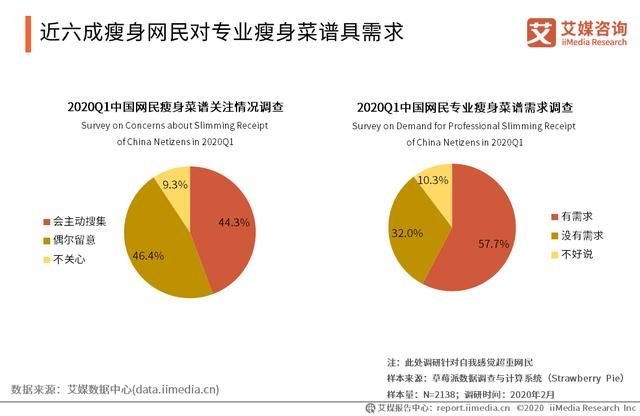 近六成瘦身网民对专业瘦身菜谱具需求
艾媒咨询
iiMedia Research
2020Q1中国网民瘦身菜谱关注情况调查
Survey on Concerns about Slimming Receipt
of China Netizens in 2020Q1
9.3%
44.3%
46.4%
会主动搜集
偶尔留意
不关心
2020Q1中国网民专业瘦身菜谱需求调查
Survey on Demand for Professional Slimming Receipt
of China Netizens in 2020Q1
10.3%
32.0%
57.7%
有需求
没有需求
不好说
注：此处调研针对自我感觉超重网民
样本来源：草莓派数据调查与计算系统（Strawberry Pie）
样本量：N=2138；调研时间：2020年2月
数据来源：艾媒数据中心(data.iimedia.cn)
艾媒报告中心：report.iimedia.cn ©2020 iiMedia Research Inc